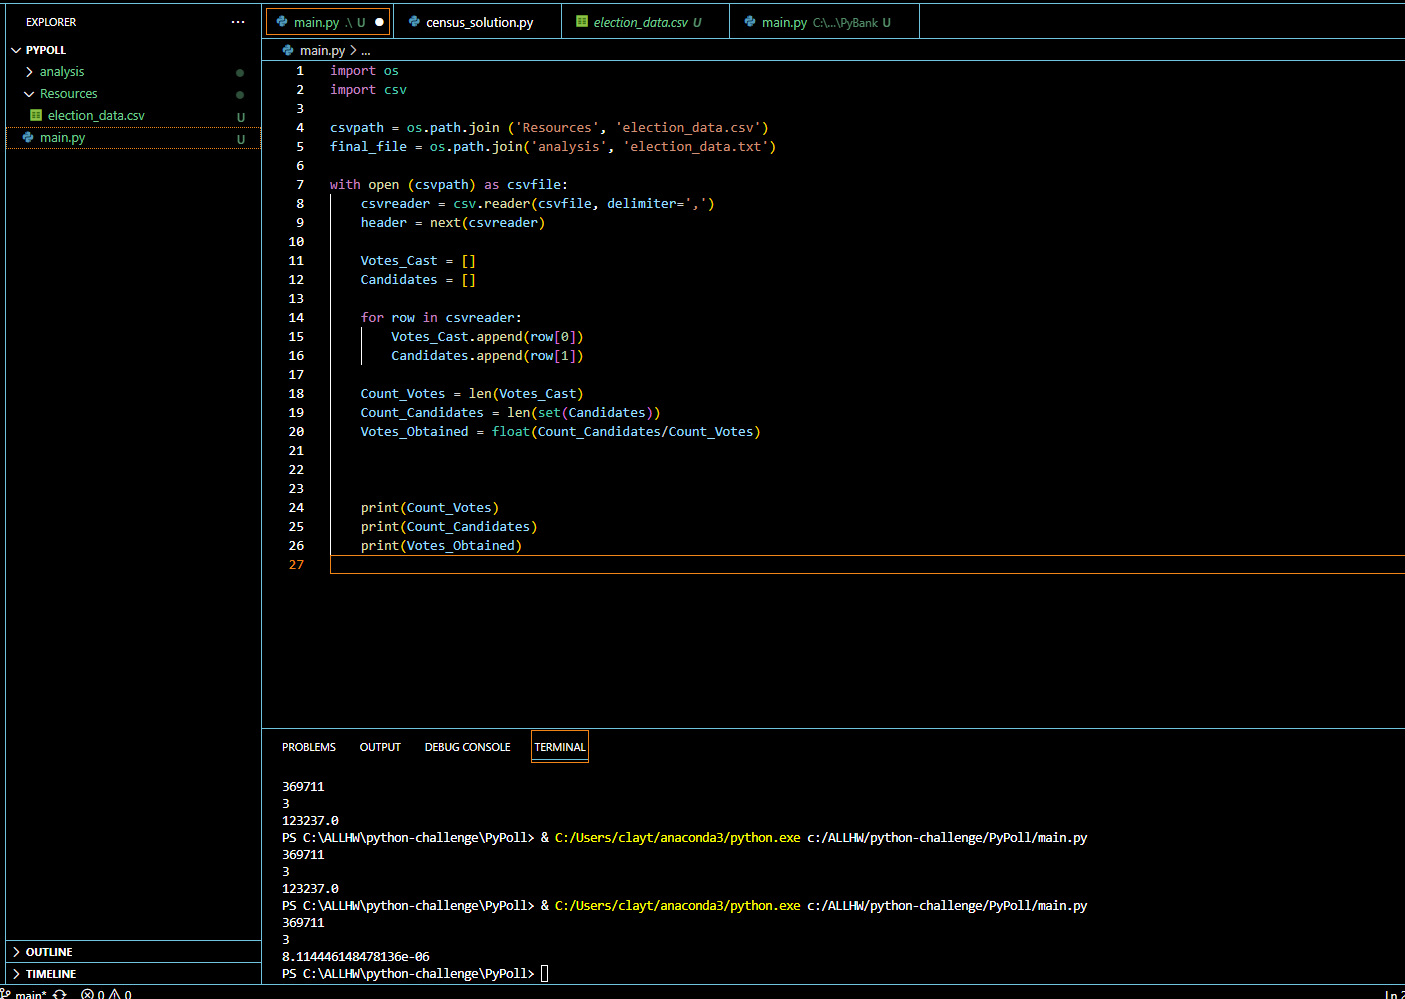 EXPLORER ...
PYPOLL
analysis
Resources
election_data.csv U
main.py U
OUTLINE
TIMELINE
main.py .\ U
census_solution.py
election_data.csv U
main.py C:\...\PyBank U
main.py > ...
1 import os
2 import csv
3
4 csvpath = os.path.join ('Resources', 'election_data.csv')
5 final_file = os.path.join('analysis', 'election_data.txt')
6
7 with open (csvpath) as csvfile:
8 csvreader = csv.reader(csvfile, delimiter=',')
9 header = next(csvreader)
10
11 Votes_Cast = []
12 Candidates = []
13
14 for row in csvreader:
15 Votes_Cast.append(row[0])
16 Candidates.append(row[1])
17
18 Count_Votes = len(Votes_Cast)
19 Count_Candidates = len(set(Candidates))
20 Votes_Obtained = float(Count_Candidates/Count_Votes)
21
22
23
24 print(Count_Votes)
25 print(Count_Candidates)
26 print(Votes_Obtained)
27
PROBLEMS OUTPUT DEBUG CONSOLE TERMINAL
369711
3
123237.0
PS C:\ALLHW\python-challenge\PyPoll> & C:/Users/clayt/anaconda3/python.exe c:/ALLHW/python-challenge/PyPoll/main.py
369711
3
123237.0
PS C:\ALLHW\python-challenge\PyPoll> & C:/Users/clayt/anaconda3/python.exe c:/ALLHW/python-challenge/PyPoll/main.py
369711
3
8.114446148478136e-06
PS C:\ALLHW\python-challenge\PyPoll>
main* 0 0 Ln 2